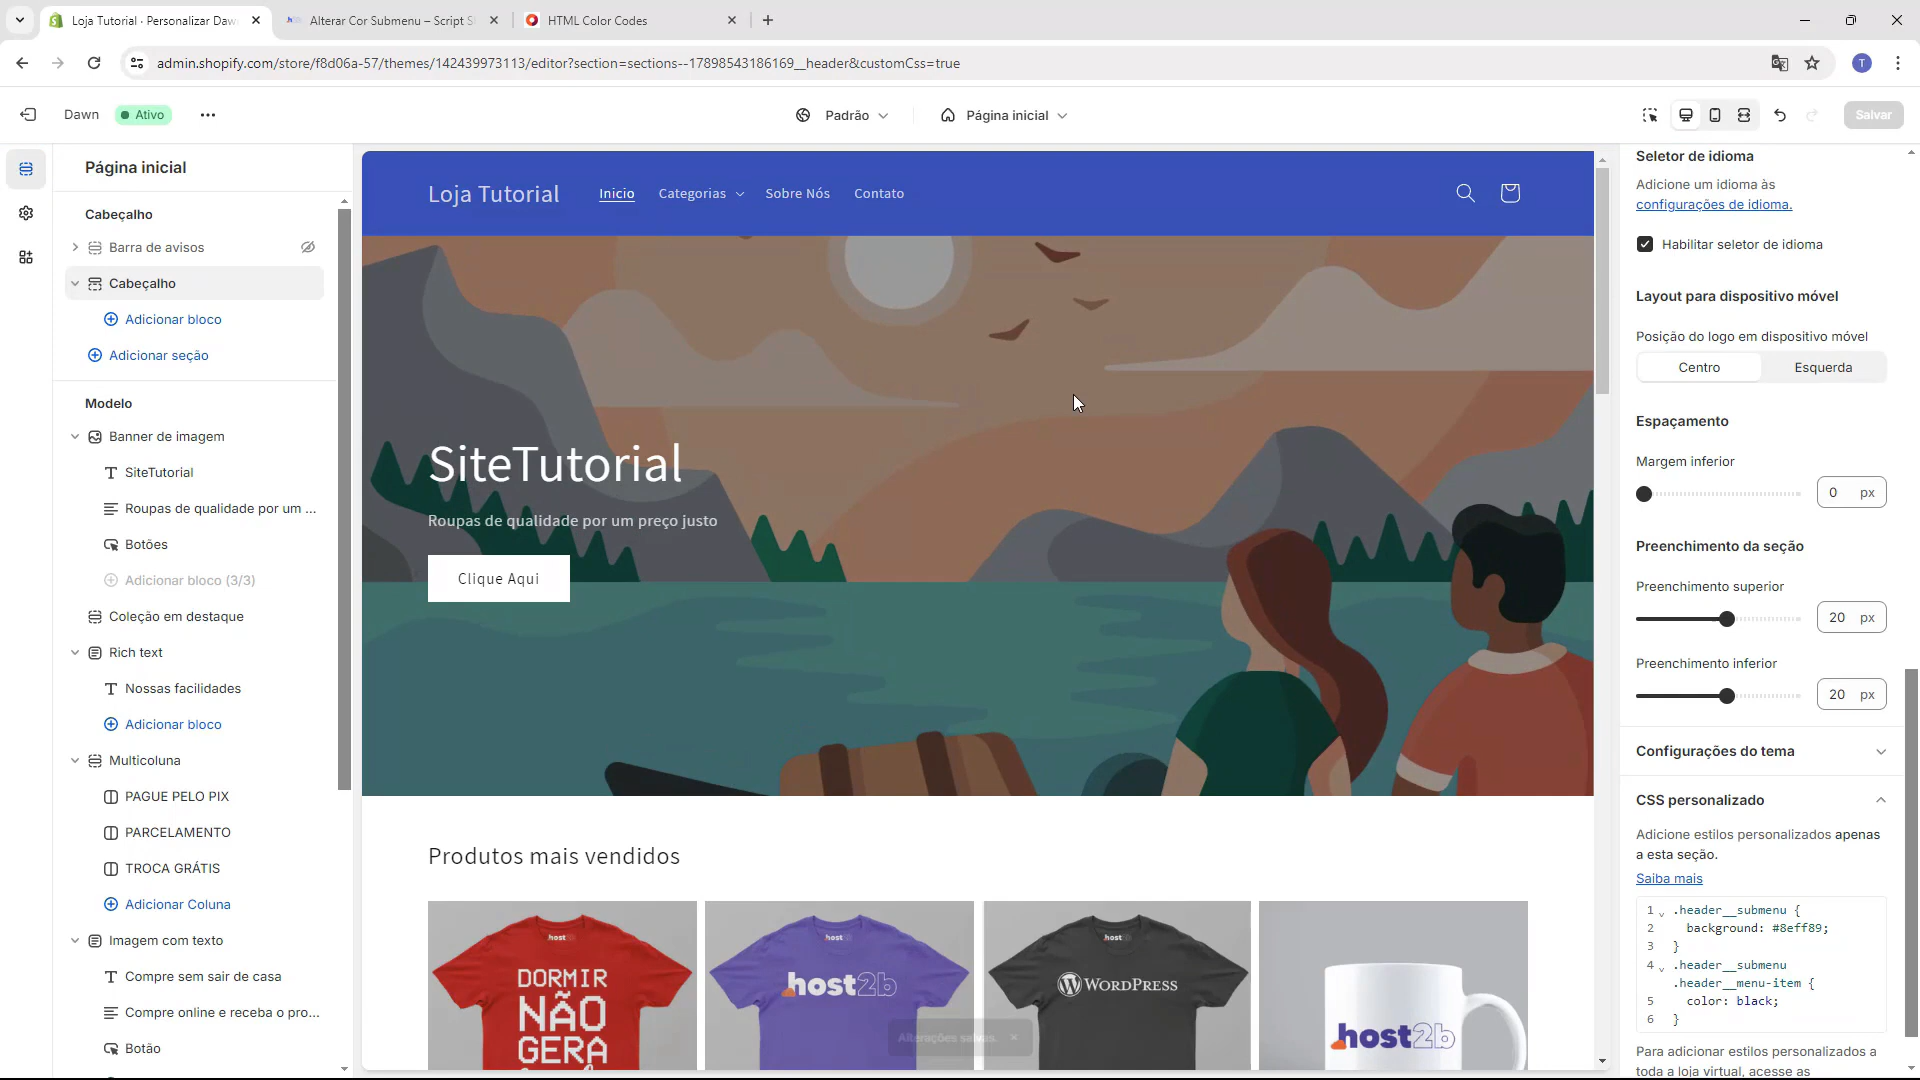 Loja Tutorial · Personalizar Daw
Alterar Cor Submenu – Script S
HTML Color Codes
admin.shopify.com/store/f8d06a-57/themes/142439973113/editor?section=sections--17898543186169__header&customCss=true
T
Dawn
Ativo
Padrão
Página inicial
Salvar
Página inicial
Cabeçalho
Barra de avisos
Cabeçalho
Adicionar bloco
Adicionar seção
Modelo
Banner de imagem
SiteTutorial
Roupas de qualidade por um ...
Botões
Adicionar bloco (3/3)
Coleção em destaque
Rich text
Nossas facilidades
Adicionar bloco
Multicoluna
PAGUE PELO PIX
PARCELAMENTO
TROCA GRÁTIS
Adicionar Coluna
Imagem com texto
Compre sem sair de casa
Compre online e receba o pro...
Botão
Loja Tutorial
Inicio
Categorias
Sobre Nós
Contato
SiteTutorial
Roupas de qualidade por um preço justo
Clique Aqui
Produtos mais vendidos
host
DORMIR
NÃO
GERA
host
host2b
host
WORDPRESS
host2b
Alterações salvas.
Seletor de idioma
Adicione um idioma às
configurações de idioma.
Habilitar seletor de idioma
Layout para dispositivo móvel
Posição do logo em dispositivo móvel
Centro
Esquerda
Espaçamento
Margem inferior
0 px
Preenchimento da seção
Preenchimento superior
20 px
Preenchimento inferior
20 px
Configurações do tema
CSS personalizado
Adicione estilos personalizados apenas
a esta seção.
Saiba mais
1 .header__submenu {
2 background: #8eff89;
3 }
4 .header__submenu
.header__menu-item {
5 color: black;
6 }
Para adicionar estilos personalizados a
toda a loja virtual, acesse as